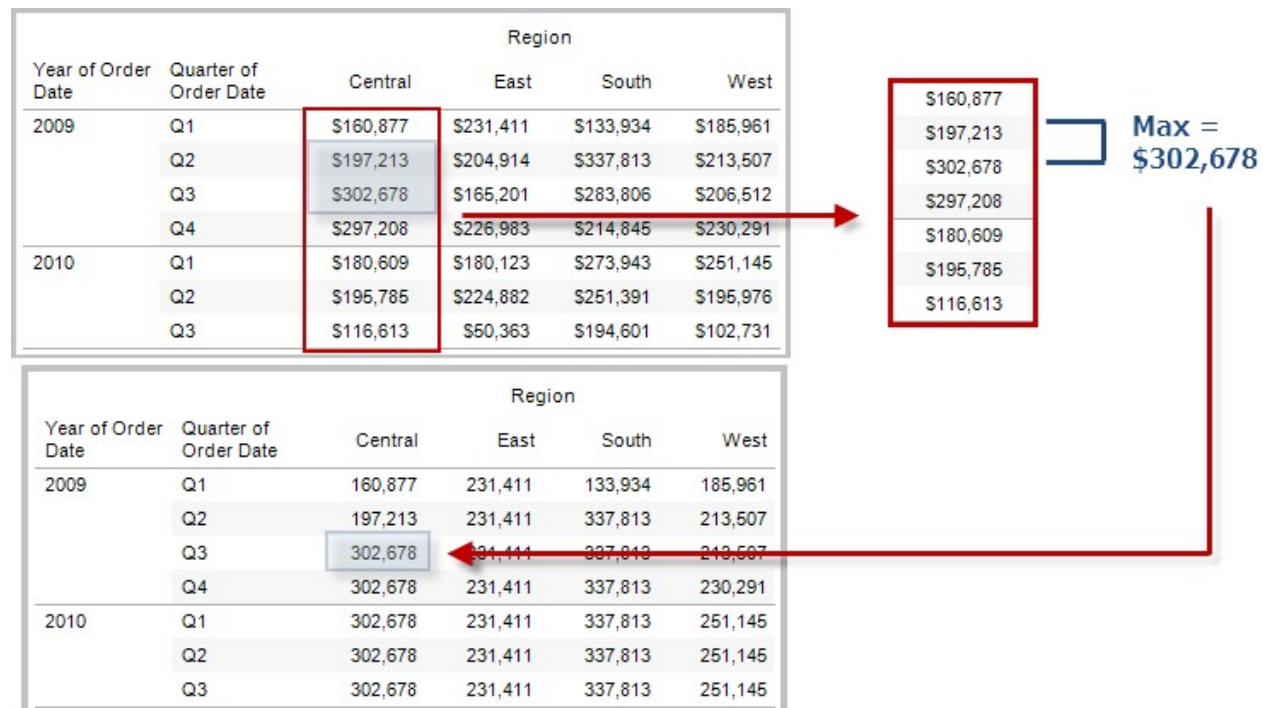 Region
Year of Order Date Quarter of Order Date Central East South West
2009 Q1 $160,877 $231,411 $133,934 $185,961
Q2 $197,213 $204,914 $337,813 $213,507
Q3 $302,678 $165,201 $283,806 $206,512
Q4 $297,208 $226,983 $214,845 $230,291
2010 Q1 $180,609 $180,123 $273,943 $251,145
Q2 $195,785 $224,882 $251,391 $195,976
Q3 $116,613 $50,363 $194,601 $102,731
$160,877
$197,213
$302,678
$297,208
$180,609
$195,785
$116,613
Max =
$302,678
Region
Year of Order Date Quarter of Order Date Central East South West
2009 Q1 160,877 231,411 133,934 185,961
Q2 197,213 231,411 337,813 213,507
Q3 302,678 231,411 337,813 213,507
Q4 302,678 231,411 337,813 230,291
2010 Q1 302,678 231,411 337,813 251,145
Q2 302,678 231,411 337,813 251,145
Q3 302,678 231,411 337,813 251,145